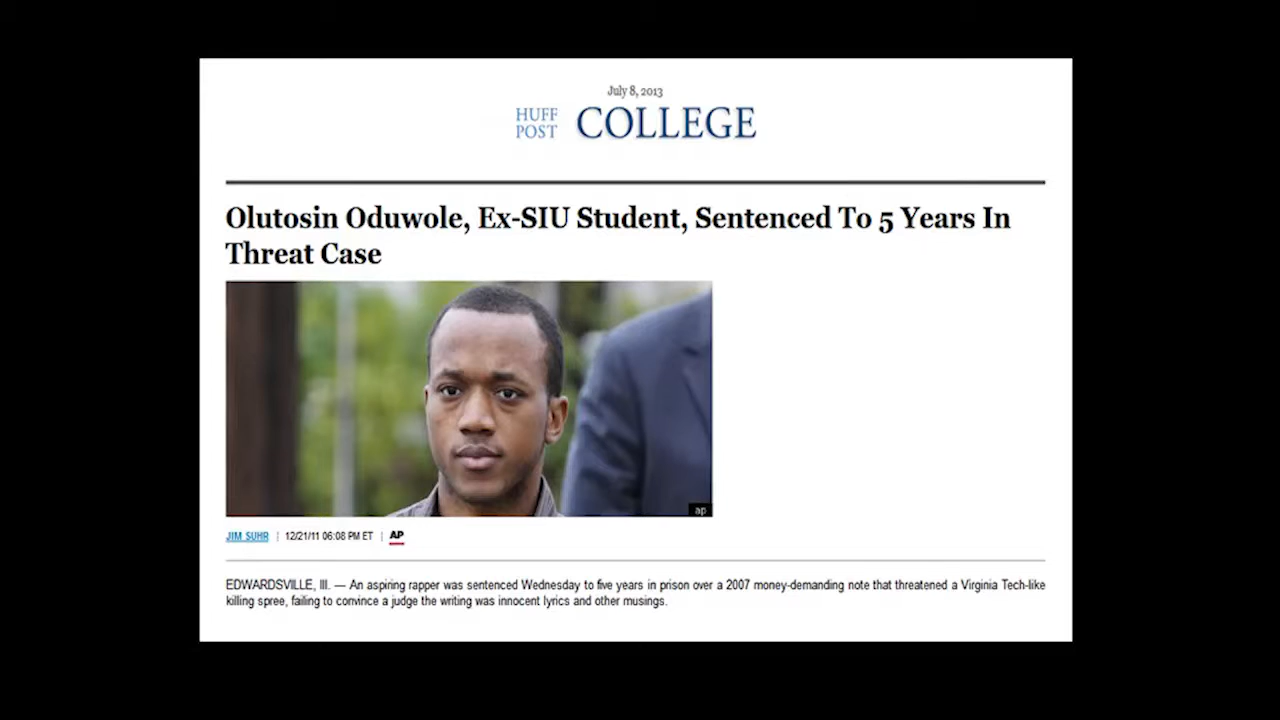 July 8, 2013
HUFF
POST
COLLEGE
Olutosin Oduwole, Ex-SIU Student, Sentenced To 5 Years In
Threat Case
ap
JIM SUHR | 12/21/11 06:08 PM ET | AP
EDWARDSVILLE, Ill. — An aspiring rapper was sentenced Wednesday to five years in prison over a 2007 money-demanding note that threatened a Virginia Tech-like
killing spree, failing to convince a judge the writing was innocent lyrics and other musings.